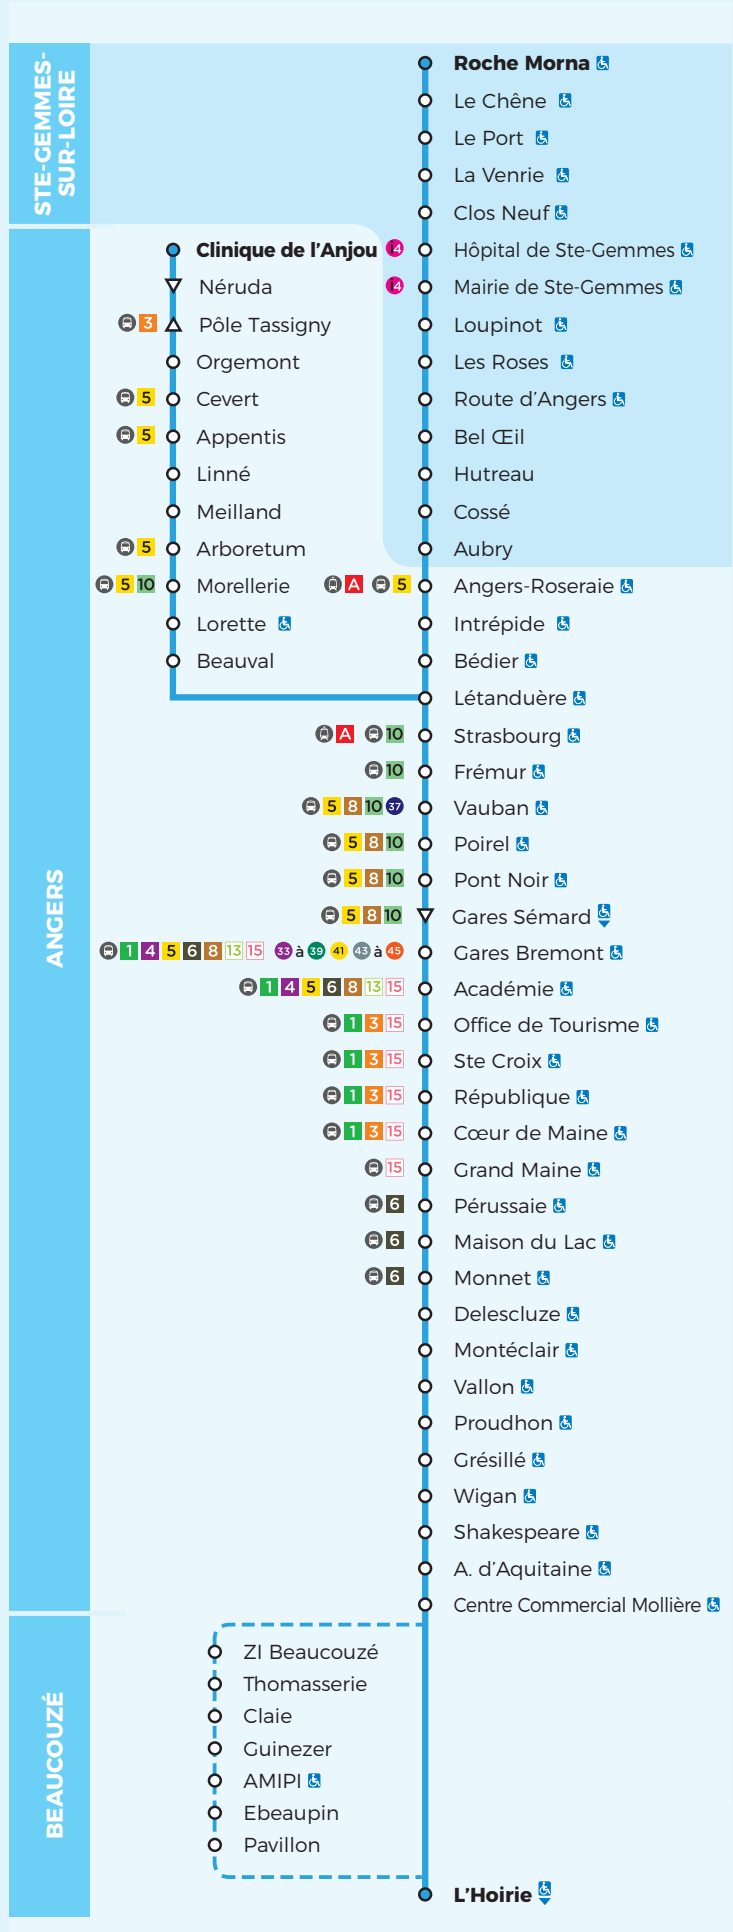 STE-GEMMES-
SUR-LOIRE
Roche Morna
Le Chêne
Le Port
La Venrie
Clos Neuf
Clinique de l'Anjou i4 Hôpital de Ste-Gemmes
Néruda i4 Mairie de Ste-Gemmes
3 Pôle Tassigny Loupinot
Orgemont Les Roses
5 Cevert Route d'Angers
5 Appentis Bel Œil
Linné Hutreau
Meilland Cossé
5 Arboretum Aubry
5 10 Morellerie A 5 Angers-Roseraie
Lorette Intrépide
Beauval Bédier
Létanduère
A 10 Strasbourg
10 Frémur
5 8 10 37 Vauban
5 8 10 Poirel
5 8 10 Pont Noir
ANGERS
5 8 10 Gares Sémard
1 4 5 6 8 13 15 33 à 39 41 43 à 45 Gares Bremont
1 4 5 6 8 13 15 Académie
1 3 15 Office de Tourisme
1 3 15 Ste Croix
1 3 15 République
1 3 15 Cœur de Maine
15 Grand Maine
6 Pérussaie
6 Maison du Lac
6 Monnet
Delescluze
Montéclair
Vallon
Proudhon
Grésillé
Wigan
Shakespeare
A. d'Aquitaine
Centre Commercial Mollière
BEAUCOUZÉ
ZI Beaucouzé
Thomasserie
Claie
Guinezer
AMIPI
Ebeaupin
Pavillon
L'Hoirie